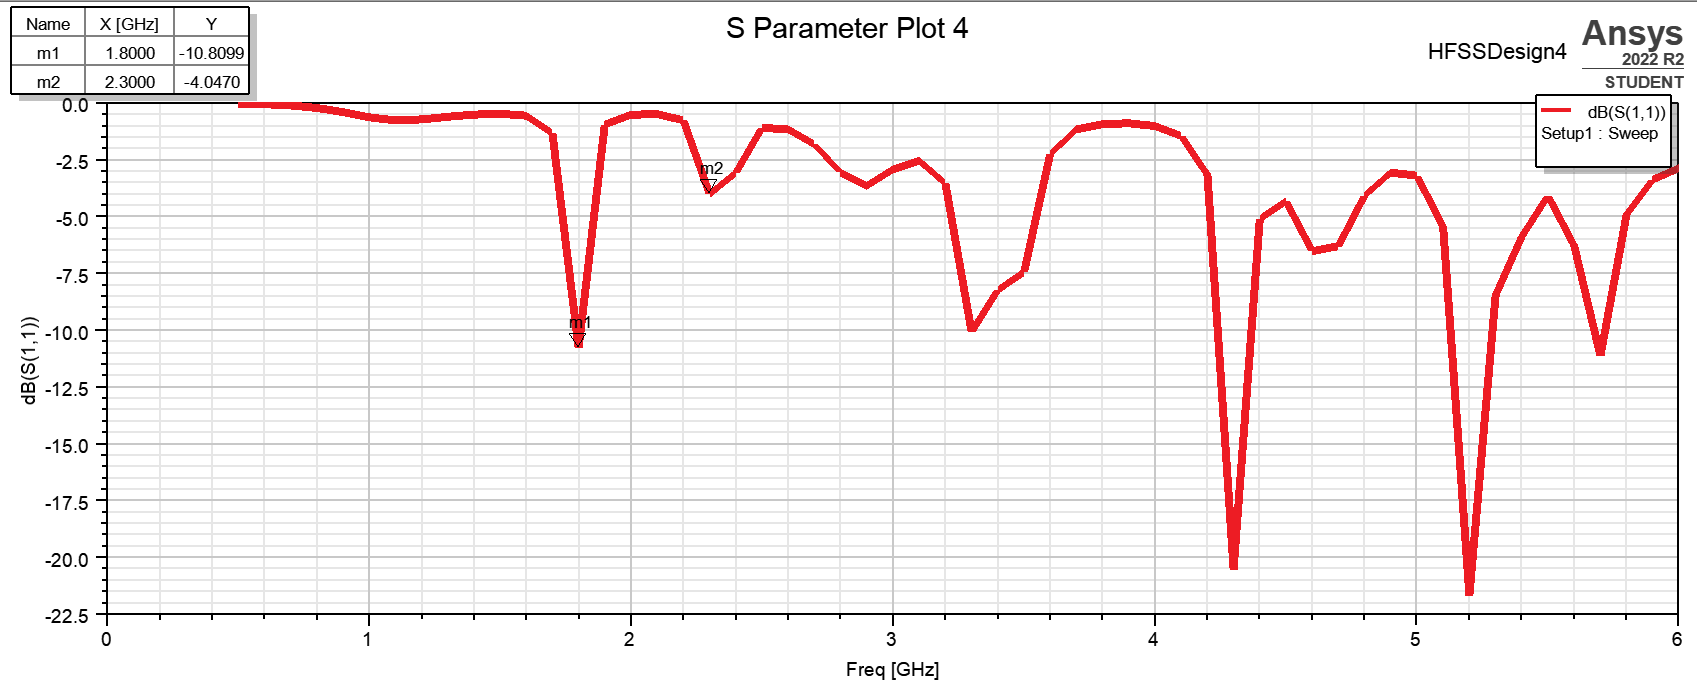 S Parameter Plot 4
Name X [GHz] Y
m1 1.8000 -10.8099
m2 2.3000 -4.0470
HFSSDesign4
Ansys
2022 R2
STUDENT
dB(S(1,1))
Setup1 : Sweep
0.0
-2.5
-5.0
-7.5
-10.0
-12.5
-15.0
-17.5
-20.0
-22.5
dB(S(1,1))
m2
m1
0 1 2 3 4 5 6
Freq [GHz]